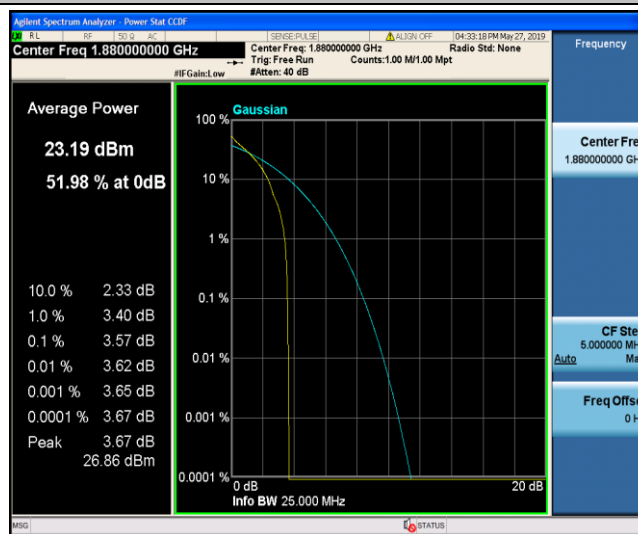 Agilent Spectrum Analyzer - Power Stat CCDF
RL RF 50 Ω AC SENSE:PULSE ALIGN OFF 04:33:18 PM May 27, 2019
Center Freq 1.880000000 GHz
Center Freq: 1.880000000 GHz Radio Std: None
Trig: Free Run Counts:1.00 M/1.00 Mpt
#IFGain:Low #Atten: 40 dB
Frequency
Average Power
23.19 dBm
51.98 % at 0dB
10.0 % 2.33 dB
1.0 % 3.40 dB
0.1 % 3.57 dB
0.01 % 3.62 dB
0.001 % 3.65 dB
0.0001 % 3.67 dB
Peak 3.67 dB
26.86 dBm
Gaussian
100 %
10 %
1 %
0.1 %
0.01 %
0.001 %
0.0001 %
0 dB 20 dB
Info BW 25.000 MHz
Center Fre
1.880000000 GH
CF Ste
5.000000 MH
Auto Ma
Freq Offse
0 H
MSG STATUS